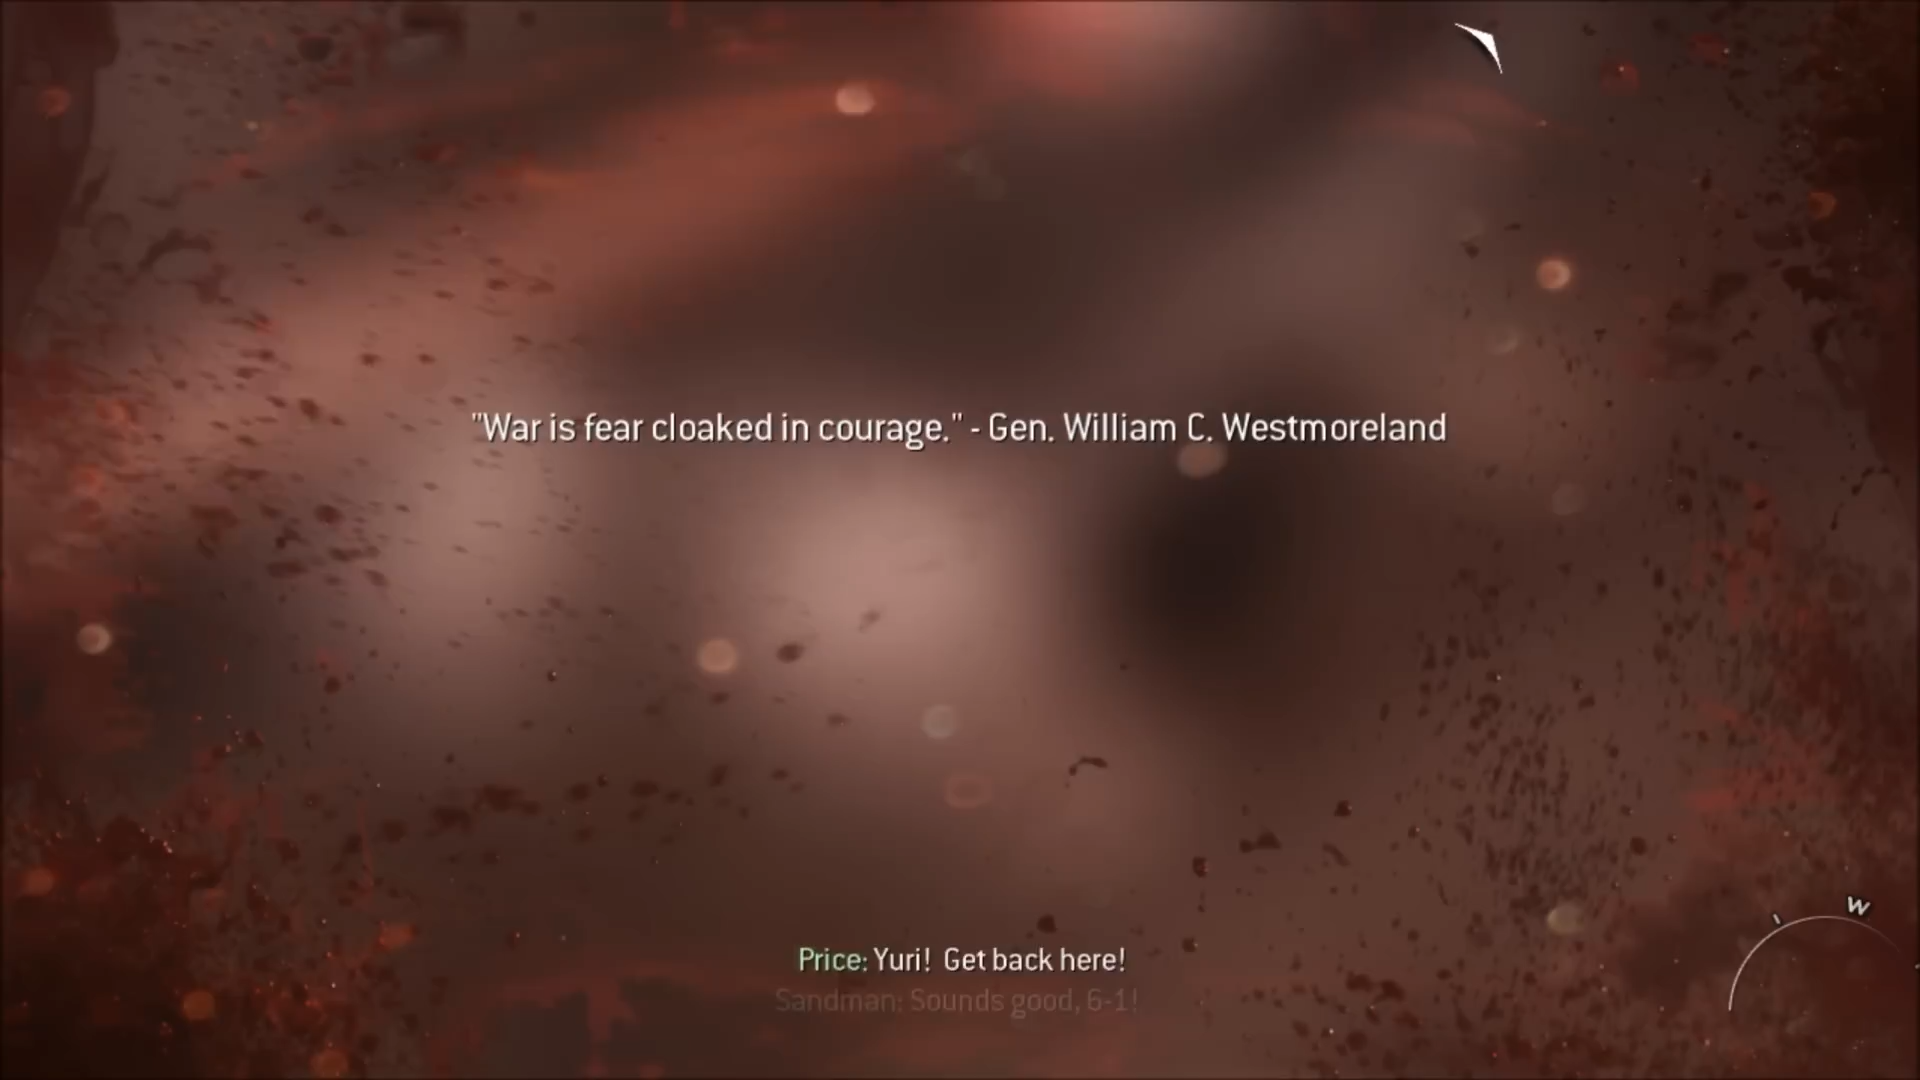 "War is fear cloaked in courage." - Gen. William C. Westmoreland
Price: Yuri!  Get back here!
Sandman: Sounds good, 6-1!
W